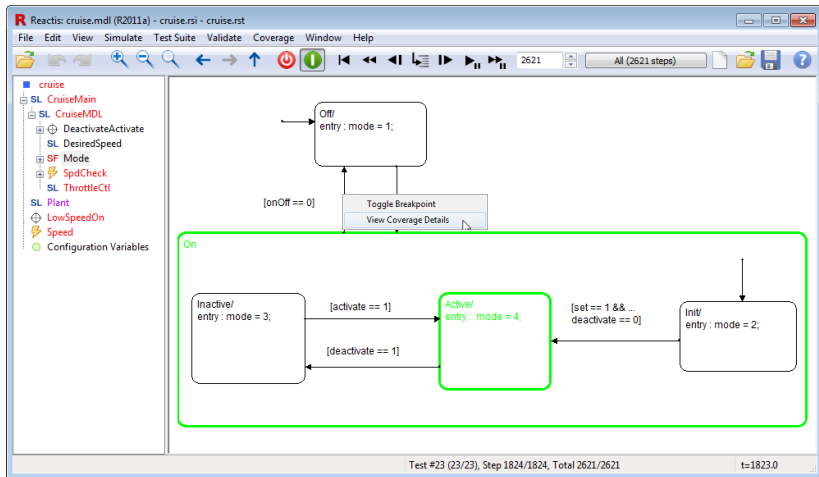 Reactis: cruise.mdl (R2011a) - cruise.rsi - cruise.rst
File Edit View Simulate Test Suite Validate Coverage Window Help
2621 All (2621 steps)
cruise
SL CruiseMain
SL CruiseMDL
DeactivateActivate
SL DesiredSpeed
SF Mode
SpdCheck
SL ThrottleCtl
SL Plant
LowSpeedOn
Speed
Configuration Variables
Off/
entry : mode = 1;
[onOff == 0]
Toggle Breakpoint
View Coverage Details
On
Inactive/
entry : mode = 3;
[activate == 1]
[deactivate == 1]
Active/
entry : mode = 4;
[set == 1 && ...
deactivate == 0]
Init/
entry : mode = 2;
Test #23 (23/23), Step 1824/1824, Total 2621/2621
t=1823.0